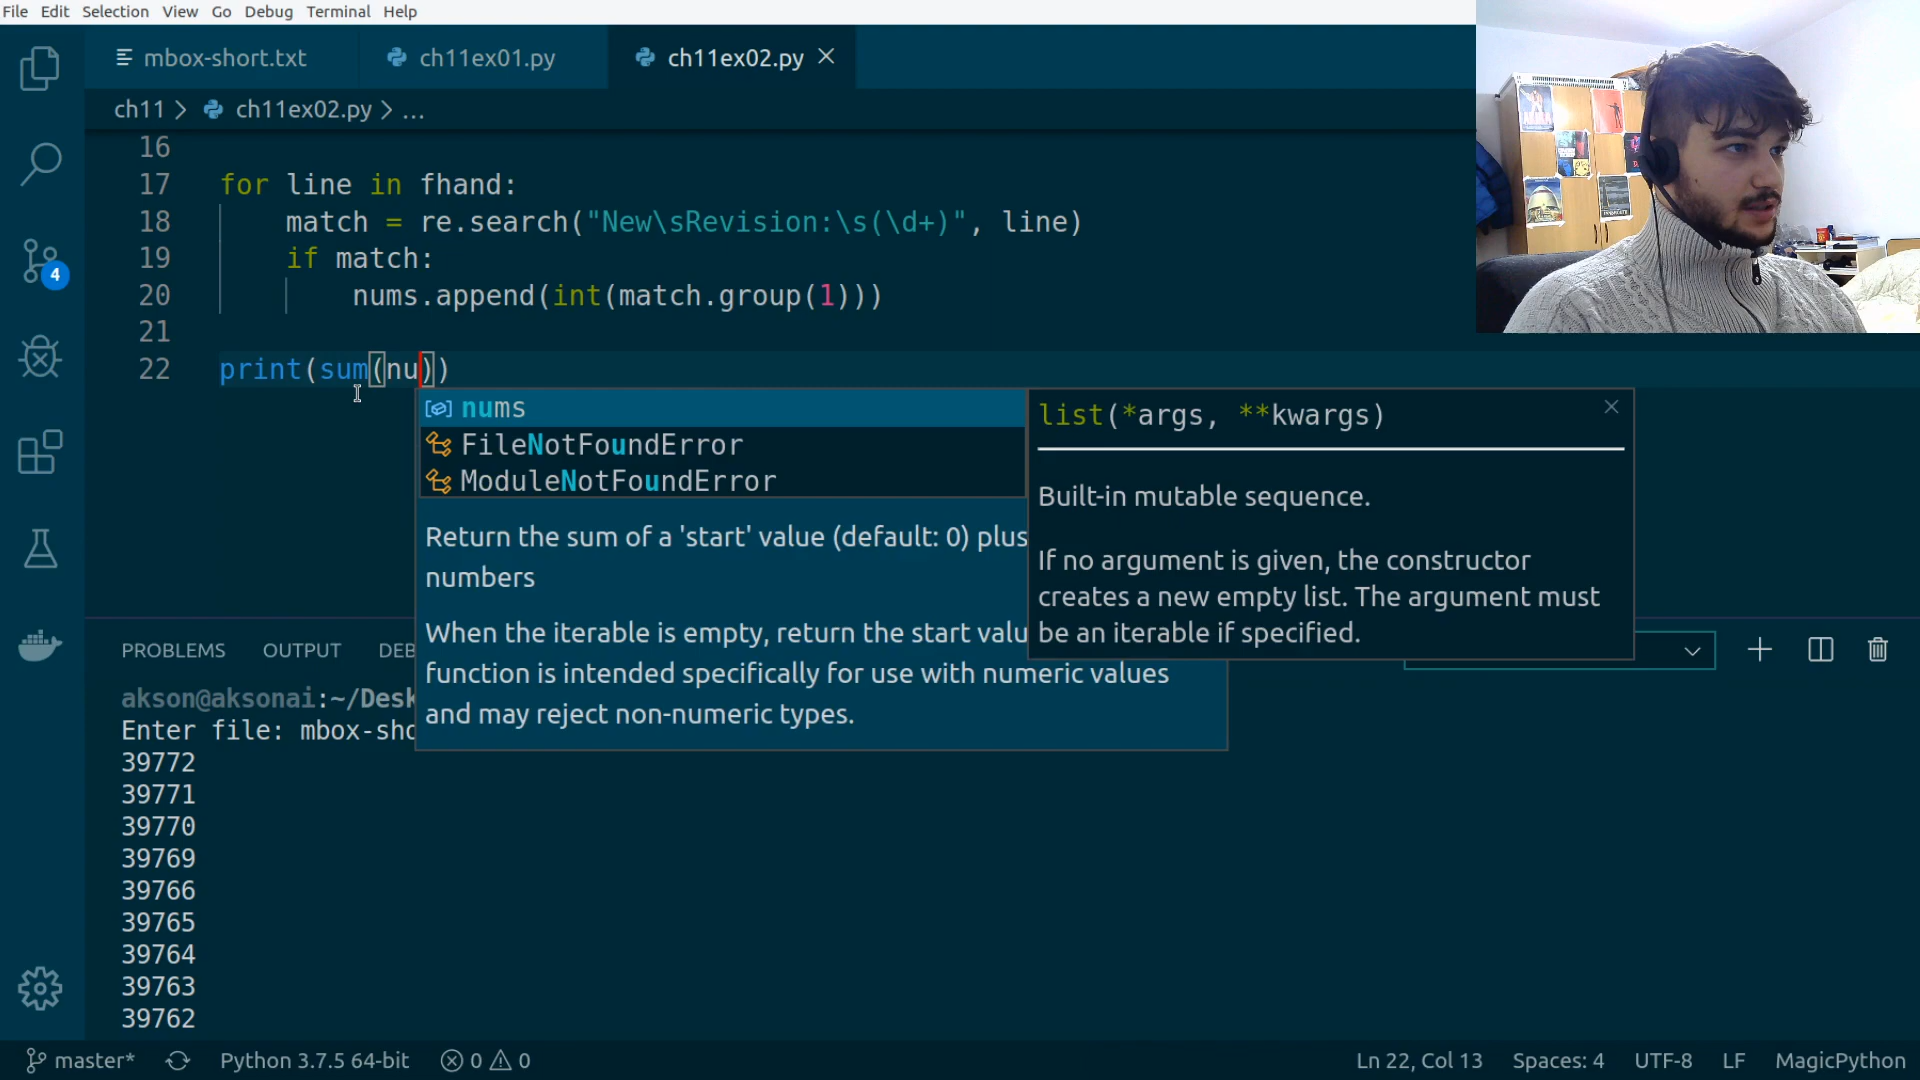 File Edit Selection View Go Debug Terminal Help
mbox-short.txt ch11ex01.py ch11ex02.py
ch11 > ch11ex02.py > ...
16
17 for line in fhand:
18 match = re.search("New\sRevision:\s(\d+)", line)
19 if match:
20 nums.append(int(match.group(1)))
21
22 print(sum(nu))
nums
FileNotFoundError
ModuleNotFoundError
Return the sum of a 'start' value (default: 0) plus
numbers
When the iterable is empty, return the start valu
function is intended specifically for use with numeric values
and may reject non-numeric types.
list(*args, **kwargs)
Built-in mutable sequence.
If no argument is given, the constructor
creates a new empty list. The argument must
be an iterable if specified.
4
PROBLEMS OUTPUT DEB
akson@aksonai:~/Desk
Enter file: mbox-sho
39772
39771
39770
39769
39766
39765
39764
39763
39762
master* Python 3.7.5 64-bit 0 0 Ln 22, Col 13 Spaces: 4 UTF-8 LF MagicPython